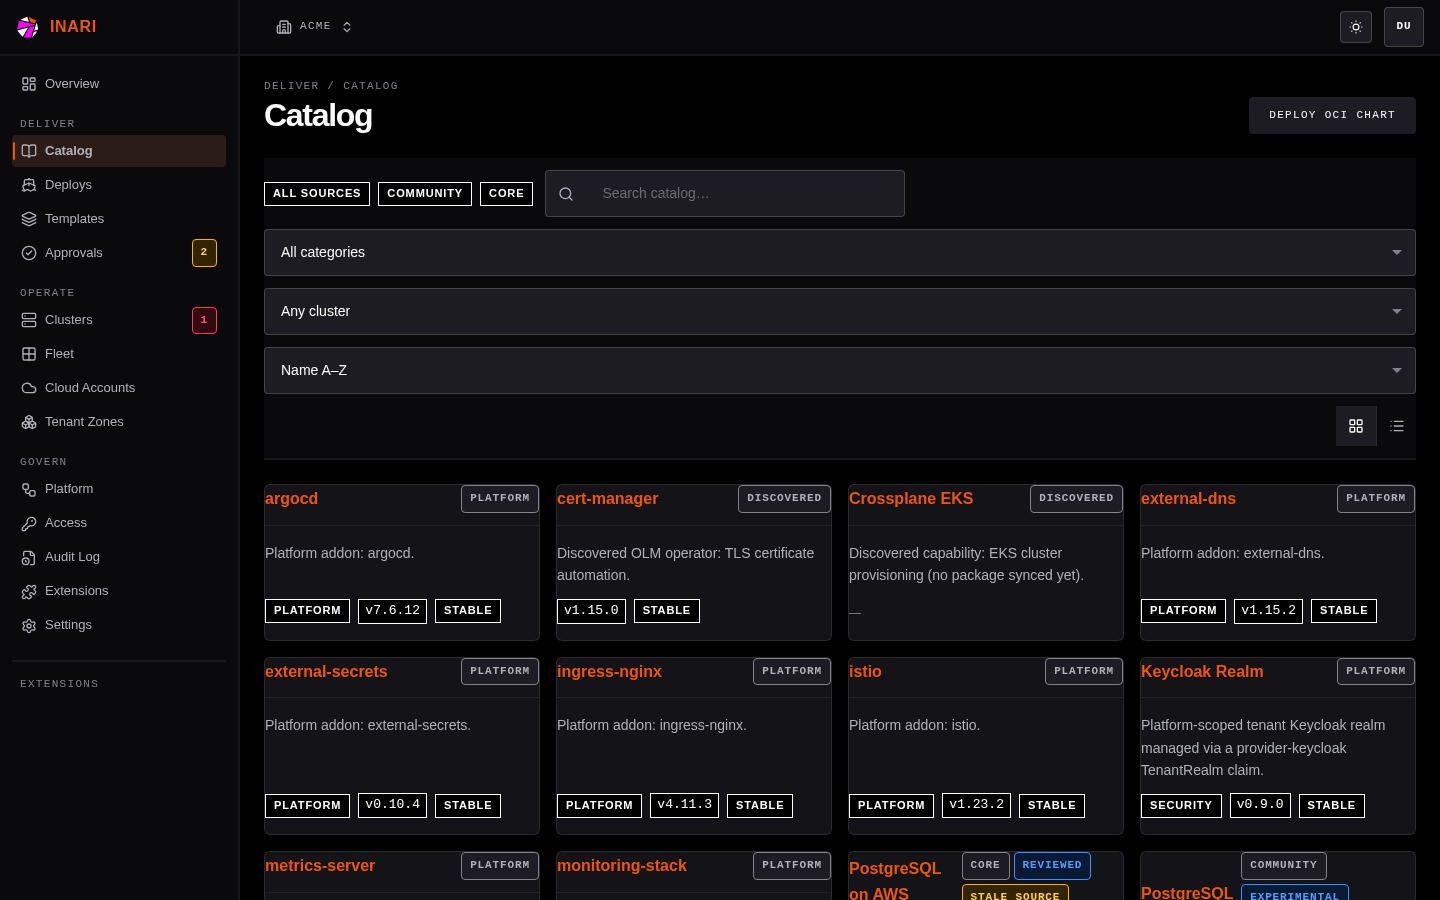 INARI
ACME
DU
Overview
DELIVER
Catalog
Deploys
Templates
Approvals 2
OPERATE
Clusters 1
Fleet
Cloud Accounts
Tenant Zones
GOVERN
Platform
Access
Audit Log
Extensions
Settings
EXTENSIONS
DELIVER / CATALOG
Catalog
DEPLOY OCI CHART
ALL SOURCES COMMUNITY CORE Search catalog…
All categories
Any cluster
Name A–Z
argocd PLATFORM
Platform addon: argocd.
PLATFORM v7.6.12 STABLE
cert-manager DISCOVERED
Discovered OLM operator: TLS certificate
automation.
v1.15.0 STABLE
Crossplane EKS DISCOVERED
Discovered capability: EKS cluster
provisioning (no package synced yet).
—
external-dns PLATFORM
Platform addon: external-dns.
PLATFORM v1.15.2 STABLE
external-secrets PLATFORM
Platform addon: external-secrets.
PLATFORM v0.10.4 STABLE
ingress-nginx PLATFORM
Platform addon: ingress-nginx.
PLATFORM v4.11.3 STABLE
istio PLATFORM
Platform addon: istio.
PLATFORM v1.23.2 STABLE
Keycloak Realm PLATFORM
Platform-scoped tenant Keycloak realm
managed via a provider-keycloak
TenantRealm claim.
SECURITY v0.9.0 STABLE
metrics-server PLATFORM
monitoring-stack PLATFORM
PostgreSQL CORE REVIEWED
on AWS STALE SOURCE
COMMUNITY
PostgreSQL EXPERIMENTAL